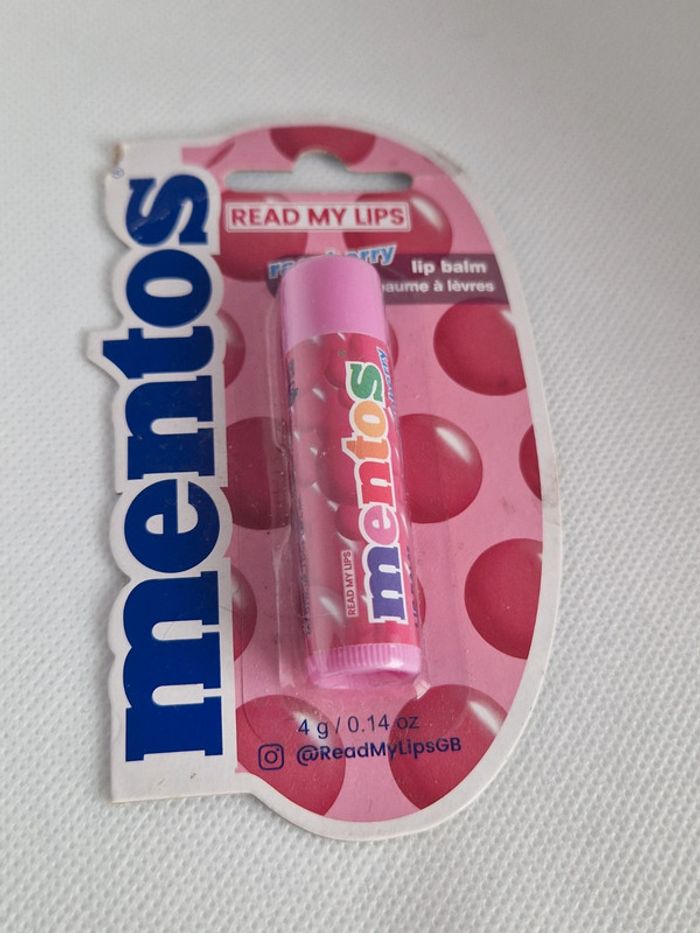 mentos
READ MY LIPS
lip balm
baume à lèvres
mentos
READ MY LIPS
4 g / 0.14 oz
@ReadMyLipsGB